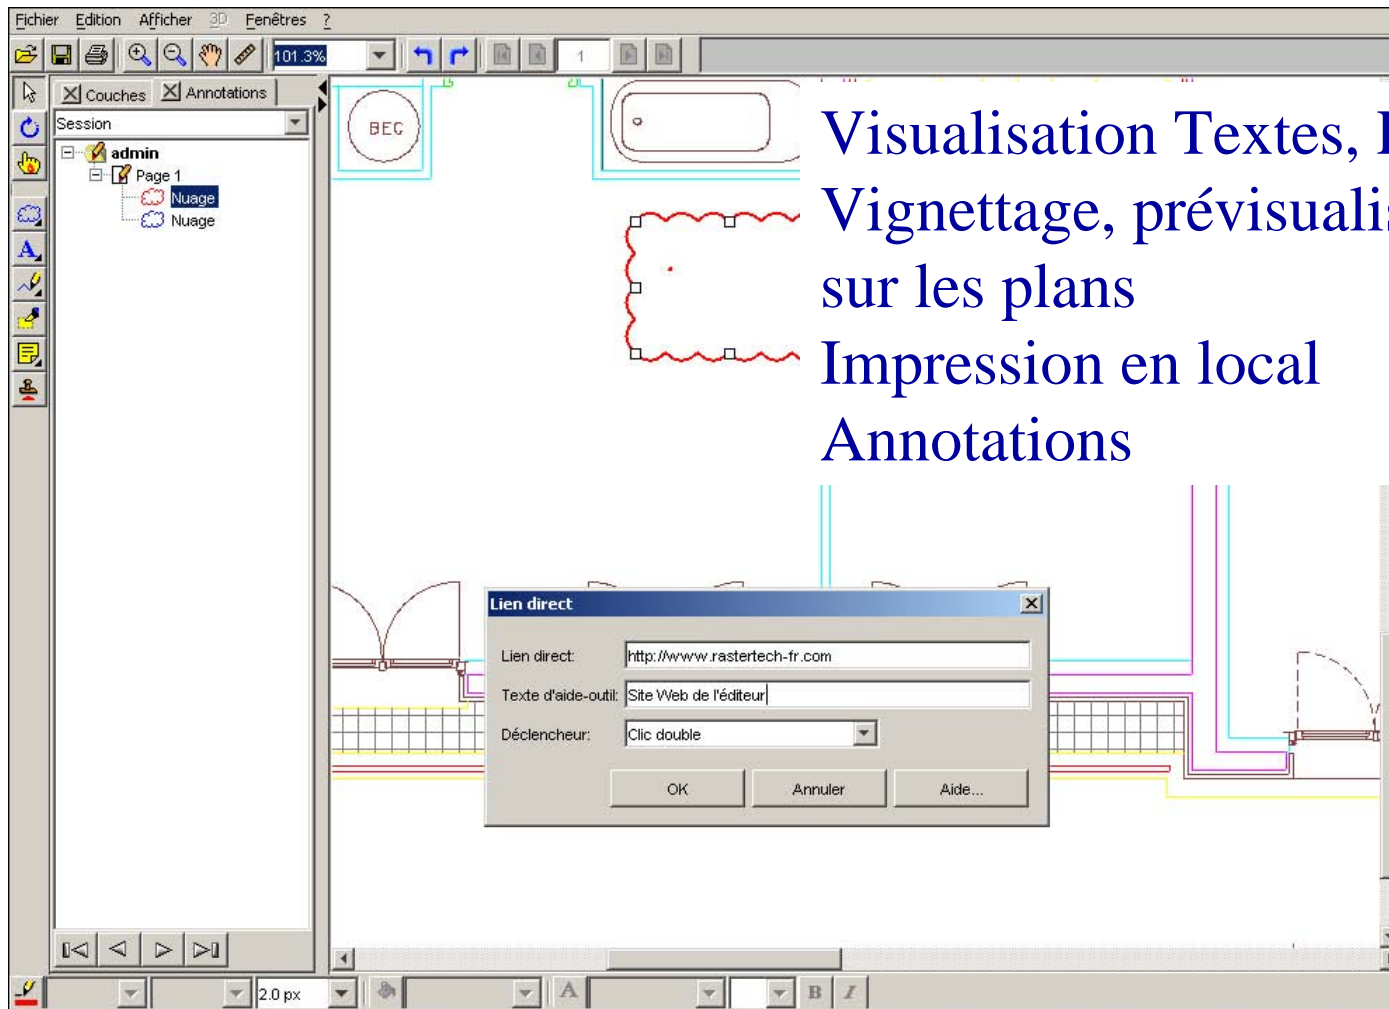 Fichier Edition Afficher 3D Fenêtres ?
101.3% 1
Couches Annotations
Session
admin
Page 1
Nuage
Nuage
BEC
Visualisation Textes,
Vignettage,
sur les plans
Impression en local
Annotations
Lien direct
Lien direct: http://www.rastertech-fr.com
Texte d'aide-outil: Site Web de l'éditeur
Déclencheur: Clic double
OK Annuler Aide...
2.0 px A B I